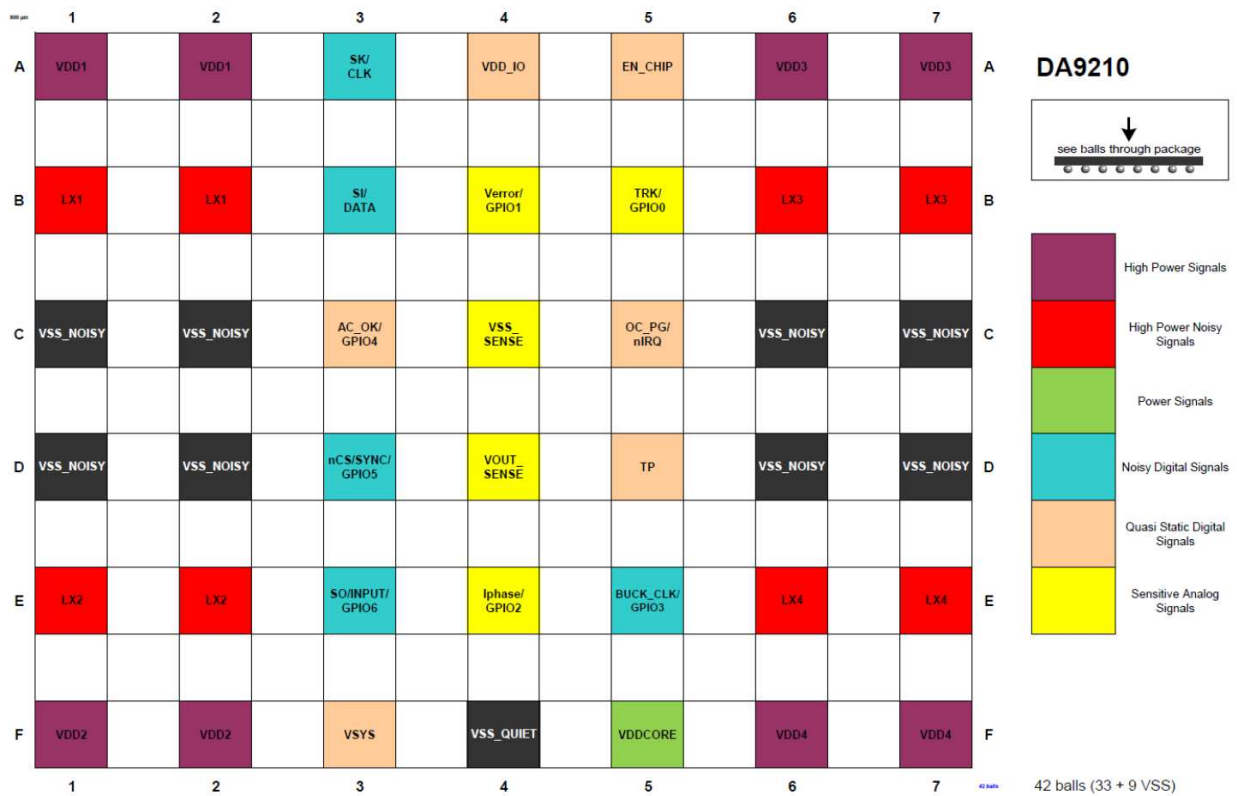 800 µm 1 2 3 4 5 6 7
A VDD1 VDD1 SK/ CLK VDD_IO EN_CHIP VDD3 VDD3 A
DA9210
see balls through package
B LX1 LX1 SI/ DATA Verror/ GPIO1 TRK/ GPIO0 LX3 LX3 B
High Power Signals
C VSS_NOISY VSS_NOISY AC_OK/ GPIO4 VSS_ SENSE OC_PG/ nIRQ VSS_NOISY VSS_NOISY C
High Power Noisy
Signals
Power Signals
D VSS_NOISY VSS_NOISY nCS/SYNC/ GPIO5 VOUT_ SENSE TP VSS_NOISY VSS_NOISY D
Noisy Digital Signals
Quasi Static Digital
Signals
E LX2 LX2 SO/INPUT/ GPIO6 Iphase/ GPIO2 BUCK_CLK/ GPIO3 LX4 LX4 E
Sensitive Analog
Signals
F VDD2 VDD2 VSYS VSS_QUIET VDDCORE VDD4 VDD4 F
1 2 3 4 5 6 7 42 balls
42 balls (33 + 9 VSS)